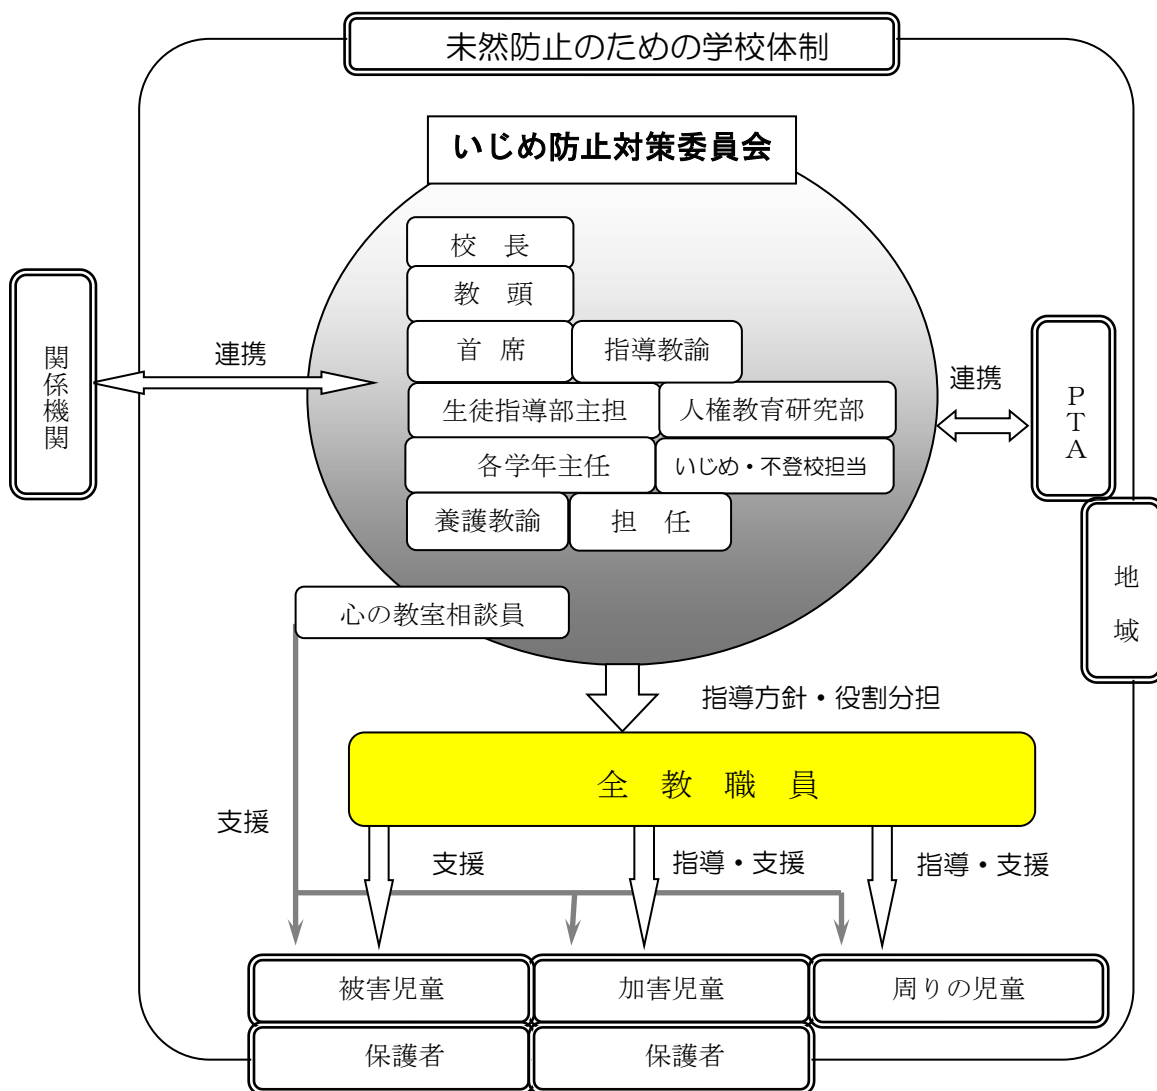 未然防止のための学校体制
いじめ防止対策委員会
校　長
教　頭
首　席
指導教諭
生徒指導部主担
人権教育研究部
各学年主任
いじめ・不登校担当
養護教諭
担　任
心の教室相談員
関係機関
連携
連携
PTA
地域
指導方針・役割分担
全　教　職　員
支援
支援
指導・支援
指導・支援
被害児童
加害児童
周りの児童
保護者
保護者